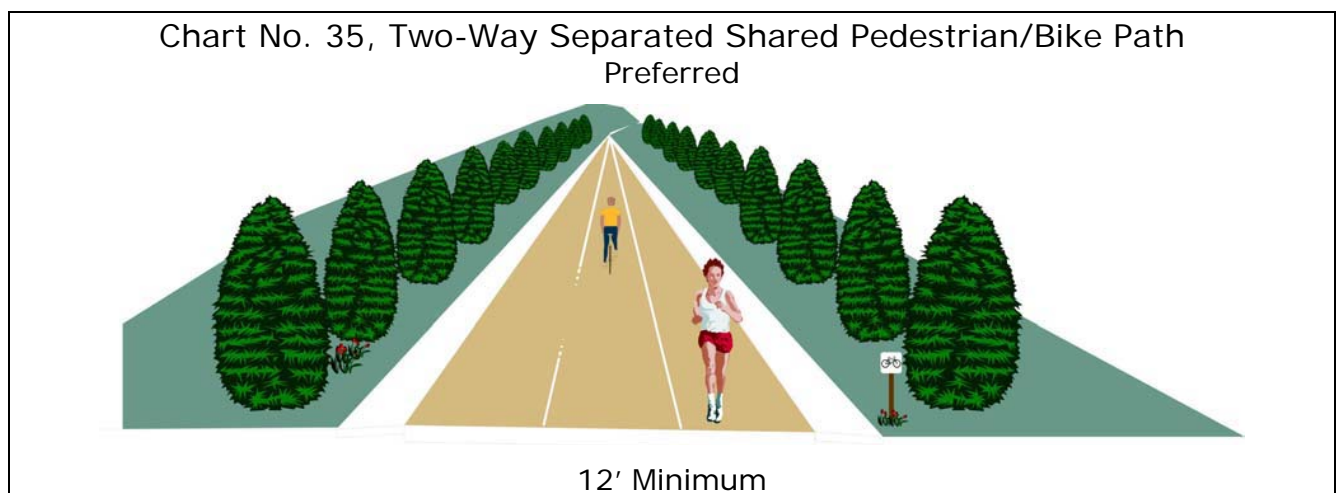 Chart No. 35, Two-Way Separated Shared Pedestrian/Bike Path
Preferred
12′ Minimum